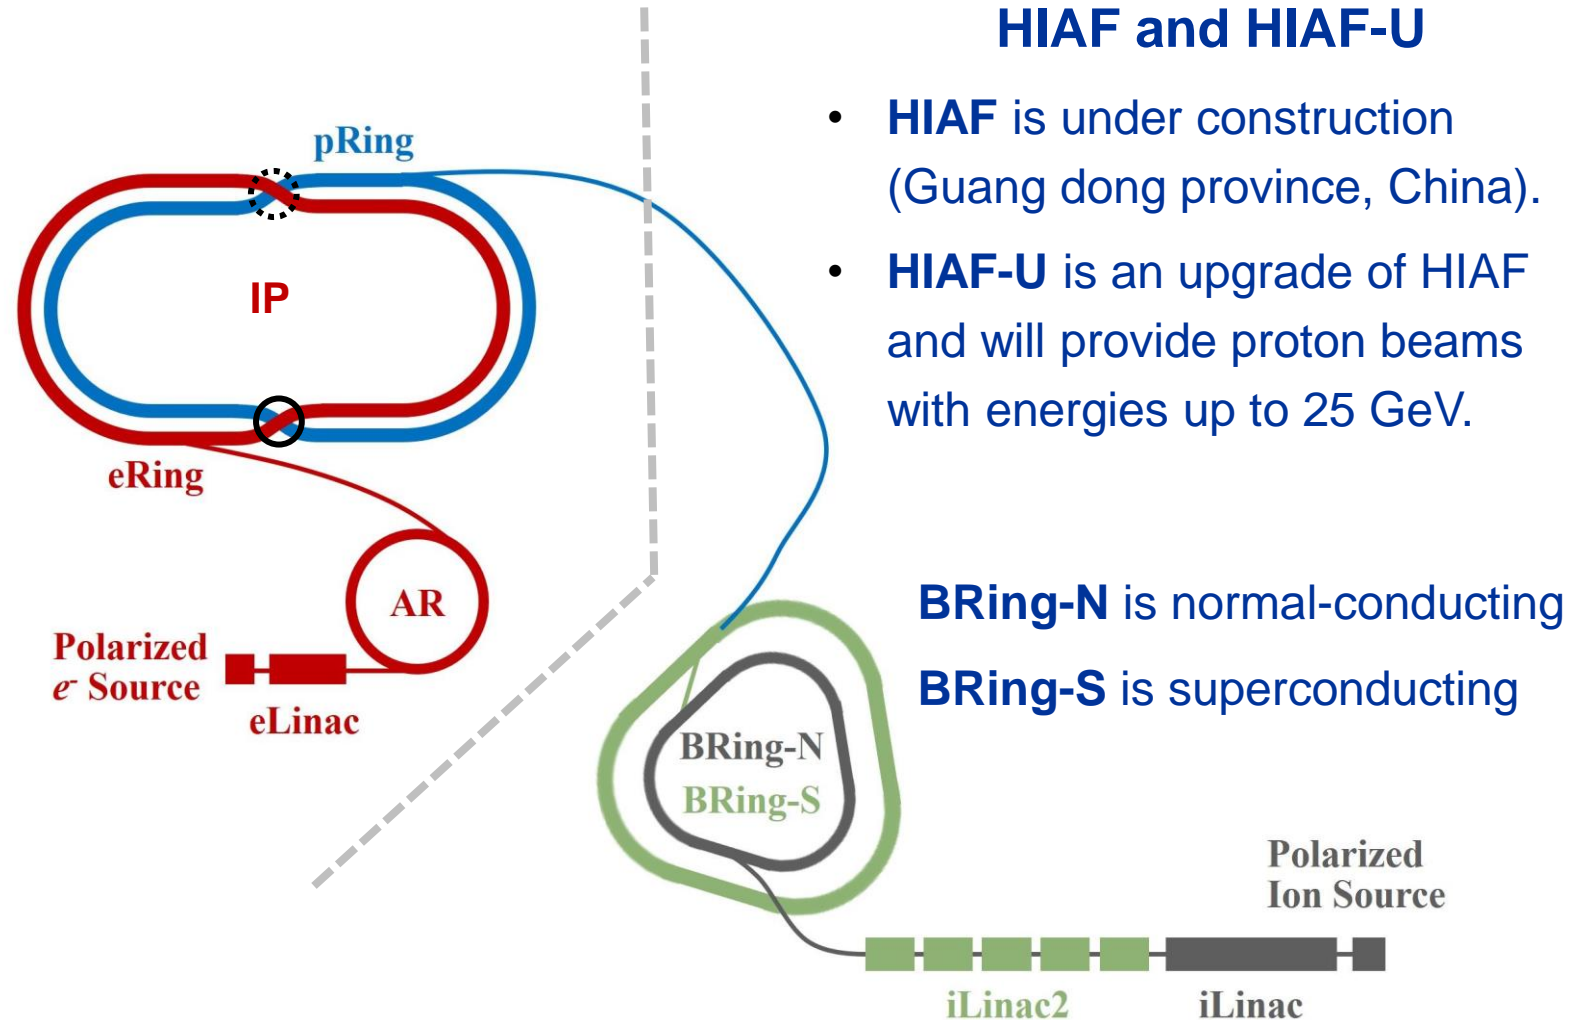 HIAF and HIAF-U
• HIAF is under construction
(Guang dong province, China).
• HIAF-U is an upgrade of HIAF
and will provide proton beams
with energies up to 25 GeV.
BRing-N is normal-conducting
BRing-S is superconducting
pRing
IP
eRing
AR
Polarized
e- Source
eLinac
BRing-N
BRing-S
Polarized
Ion Source
iLinac2
iLinac